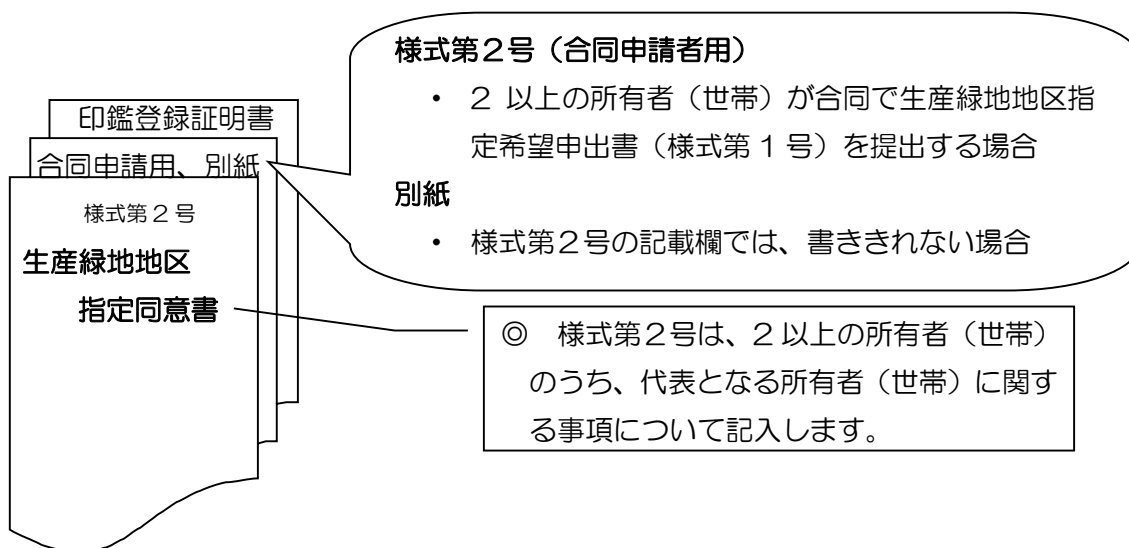 様式第２号（合同申請者用）
・ ２ 以上の所有者（世帯）が合同で生産緑地地区指
定希望申出書（様式第 1 号）を提出する場合
別紙
・ 様式第２号の記載欄では、書ききれない場合
印鑑登録証明書
合同申請用、別紙
様式第２号
生産緑地地区
指定同意書
◎ 様式第２号は、２ 以上の所有者（世帯）
のうち、代表となる所有者（世帯）に関す
る事項について記入します。